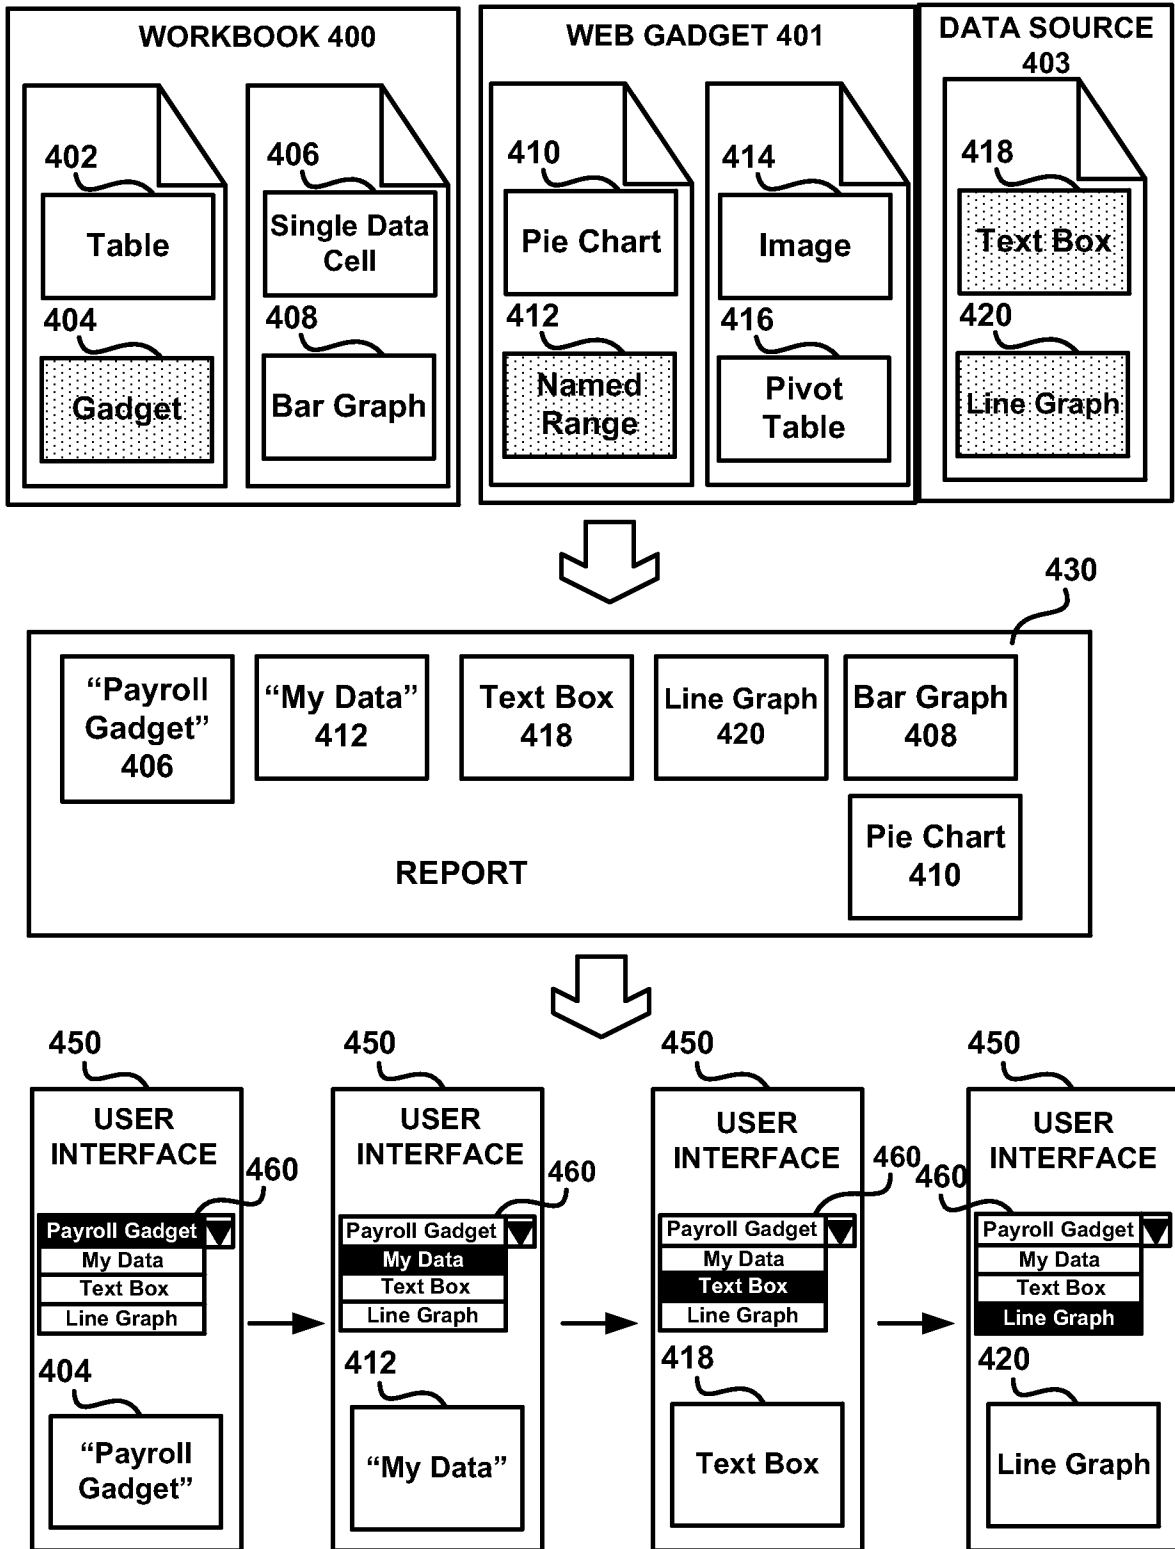 WORKBOOK 400
WEB GADGET 401
DATA SOURCE
403
402
406
410
414
418
Table
Single Data
Cell
Pie Chart
Image
Text Box
404
408
412
416
420
Gadget
Bar Graph
Named
Range
Pivot
Table
Line Graph
430
“Payroll
Gadget”
406
“My Data”
412
Text Box
418
Line Graph
420
Bar Graph
408
Pie Chart
410
REPORT
450
450
450
450
USER
INTERFACE
460
Payroll Gadget
My Data
Text Box
Line Graph
404
“Payroll
Gadget”
USER
INTERFACE
460
Payroll Gadget
My Data
Text Box
Line Graph
412
“My Data”
USER
INTERFACE
460
Payroll Gadget
My Data
Text Box
Line Graph
418
Text Box
USER
INTERFACE
460
Payroll Gadget
My Data
Text Box
Line Graph
420
Line Graph